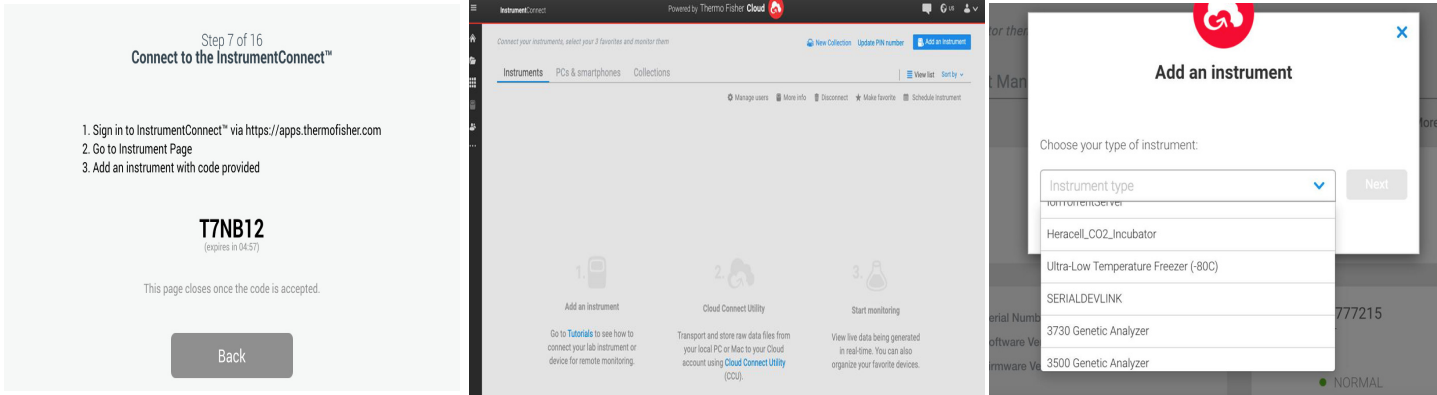 Step 7 of 16
Connect to the InstrumentConnect™
1. Sign in to InstrumentConnect™ via https://apps.thermofisher.com
2. Go to Instrument Page
3. Add an instrument with code provided
T7NB12
(expires in 04:57)
This page closes once the code is accepted.
Back
InstrumentConnect
Powered by Thermo Fisher Cloud
US
Connect your instruments, select your 3 favorites and monitor them
New Collection
Update PIN number
Add an Instrument
Instruments
PCs & smartphones
Collections
View list
Sort by
Manage users
More info
Disconnect
Make favorite
Schedule Instrument
1.
Add an instrument
Go to Tutorials to see how to
connect your lab instrument or
device for remote monitoring.
2.
Cloud Connect Utility
Transport and store raw data files from
your local PC or Mac to your Cloud
account using Cloud Connect Utility
(CCU).
3.
Start monitoring
View live data being generated
in real-time. You can also
organize your favorite devices.
Add an instrument
Choose your type of instrument:
Instrument type
Next
IonTorrentServer
Heracell_CO2_Incubator
Ultra-Low Temperature Freezer (-80C)
SERIALDEVLINK
3730 Genetic Analyzer
3500 Genetic Analyzer
777215
NORMAL